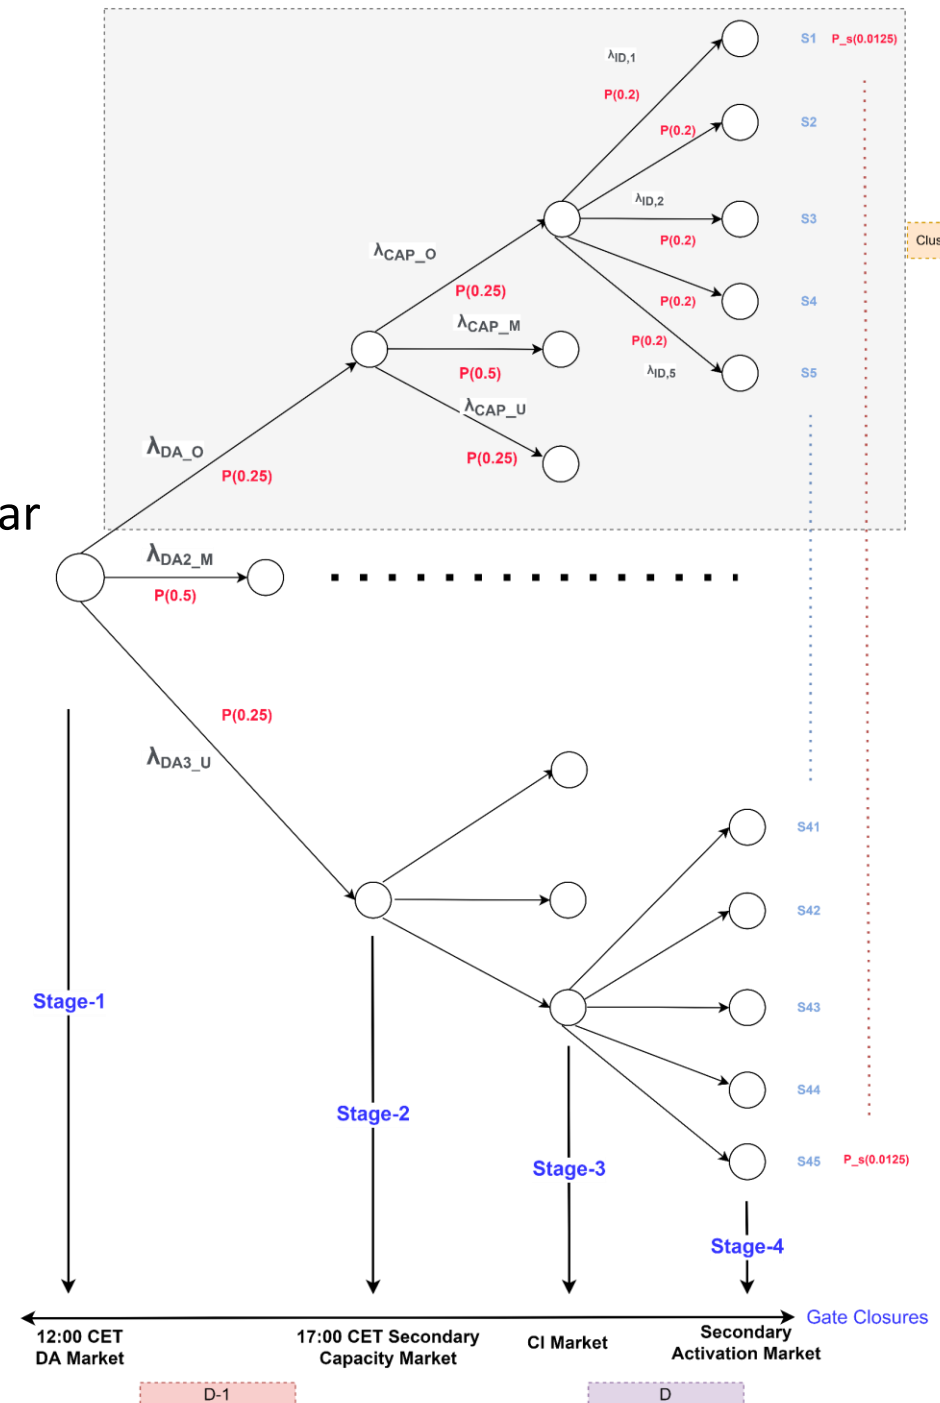 S1 P_s(0.0125)
λID,1
P(0.2)
P(0.2)
S2
λID,2
S3
P(0.2)
Clus
λCAP_O
P(0.25)
P(0.2)
S4
λCAP_M
P(0.2)
P(0.5)
λID,5
S5
λCAP_U
λDA_O
P(0.25)
P(0.25)
ar
λDA2_M
P(0.5)
P(0.25)
λDA3_U
S41
S42
Stage-1
S43
S44
Stage-2
Stage-3
S45 P_s(0.0125)
Stage-4
Gate Closures
12:00 CET
DA Market
17:00 CET Secondary
Capacity Market
CI Market
Secondary
Activation Market
D-1
D